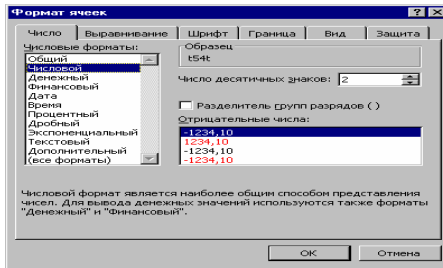 Формат ячеек
Число
Выравнивание
Шрифт
Граница
Вид
Защита
Числовые форматы:
Общий
Числовой
Денежный
Финансовый
Дата
Время
Процентный
Дробный
Экспоненциальный
Текстовый
Дополнительный
(все форматы)
Образец
t54t
Число десятичных знаков: 2
Разделитель групп разрядов ( )
Отрицательные числа:
-1234,10
1234,10
-1234,10
-1234,10
Числовой формат является наиболее общим способом представления
чисел. Для вывода денежных значений используются также форматы
"Денежный" и "Финансовый".
OK
Отмена